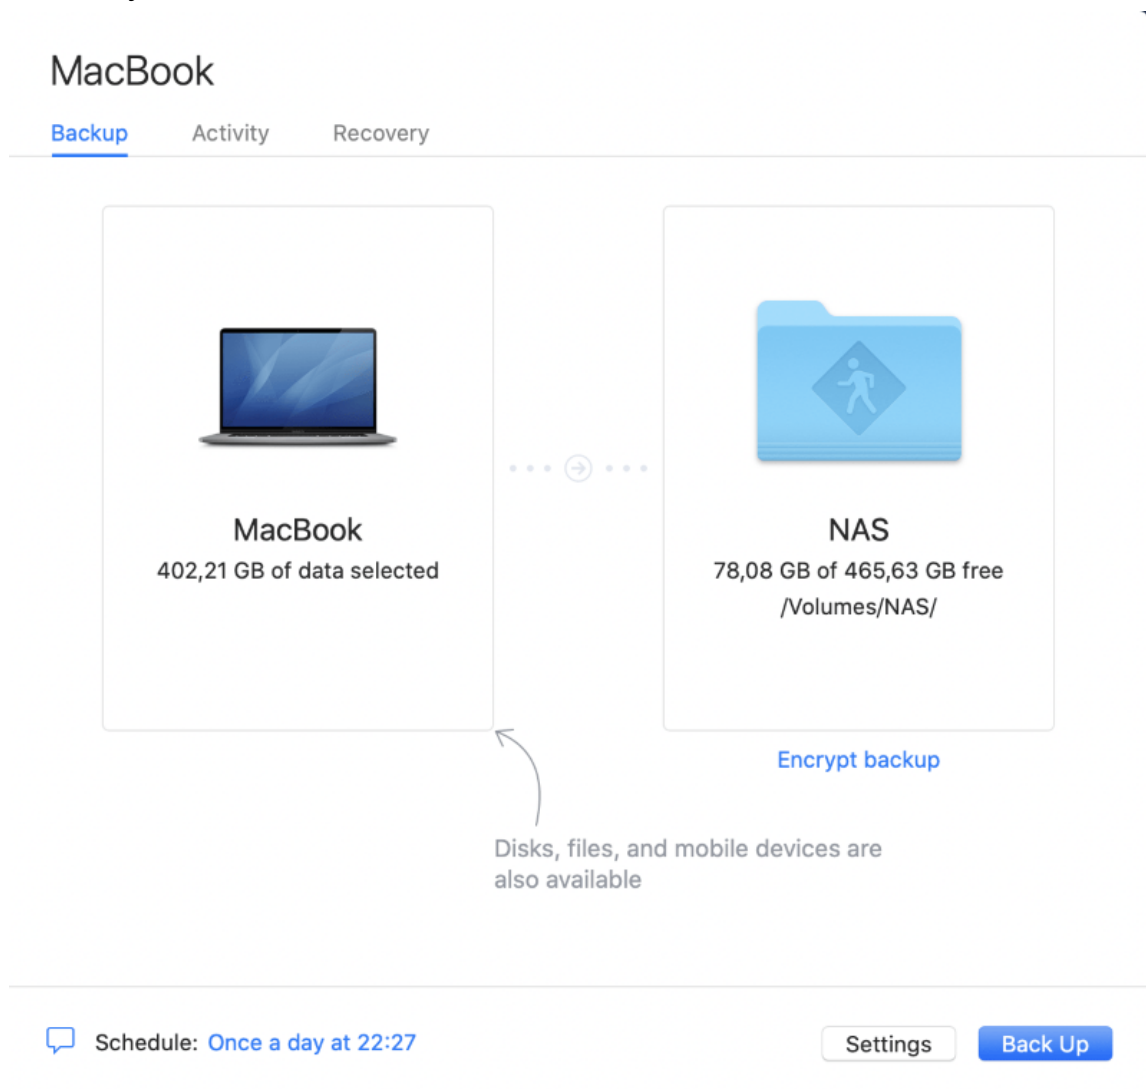 MacBook
Backup Activity Recovery
MacBook
402,21 GB of data selected
NAS
78,08 GB of 465,63 GB free
/Volumes/NAS/
Encrypt backup
Disks, files, and mobile devices are
also available
Schedule: Once a day at 22:27
Settings
Back Up